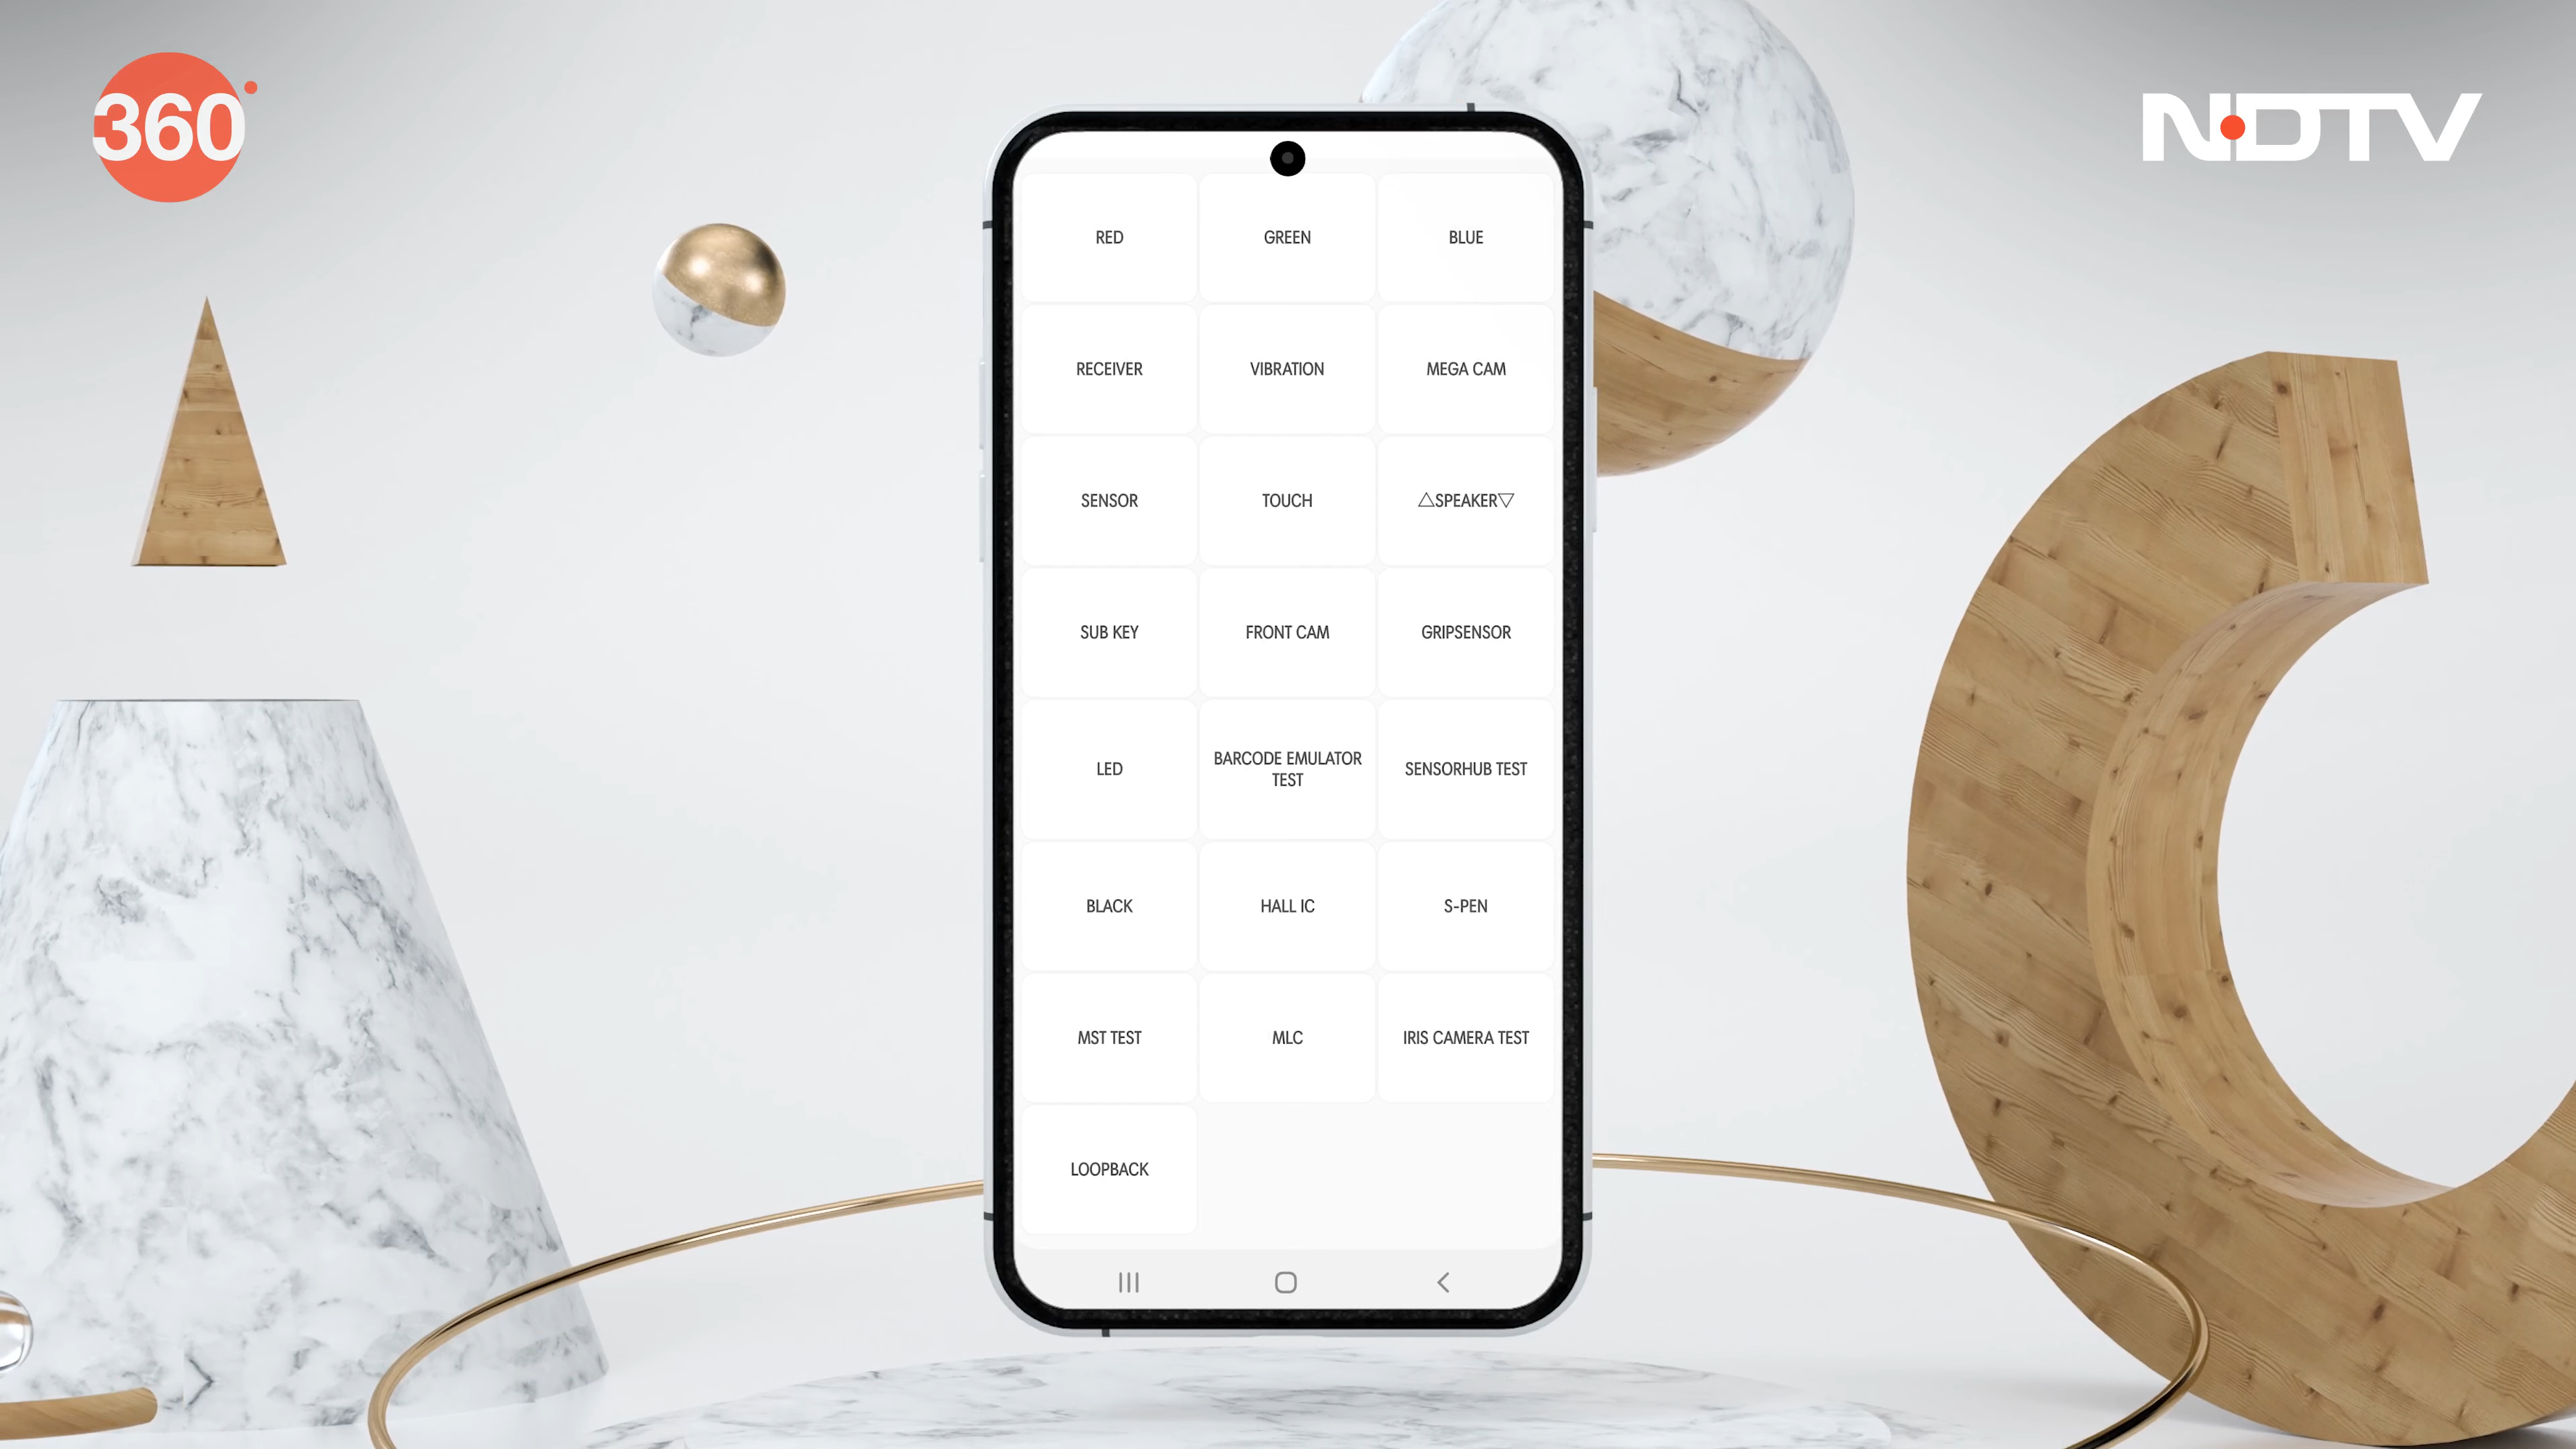 360°
NDTV
RED
GREEN
BLUE
RECEIVER
VIBRATION
MEGA CAM
SENSOR
TOUCH
△SPEAKER▽
SUB KEY
FRONT CAM
GRIPSENSOR
LED
BARCODE EMULATOR
TEST
SENSORHUB TEST
BLACK
HALL IC
S-PEN
MST TEST
MLC
IRIS CAMERA TEST
LOOPBACK